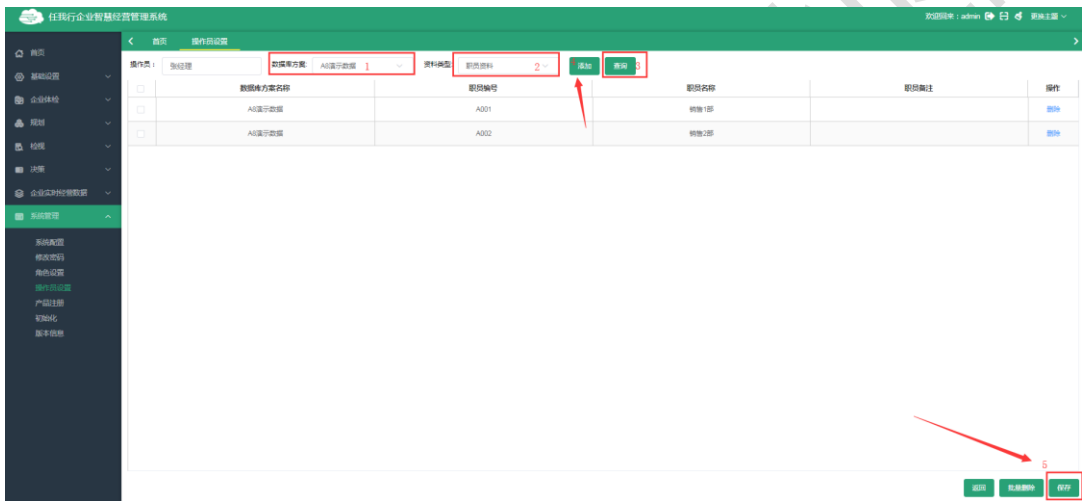 任我行企业智慧经营管理系统
欢迎回来：admin 更换主题
首页 操作员设置
首页
基础设置
企业体检
规划
检视
决策
企业实时经营数据
系统管理
系统配置
修改密码
角色设置
操作员设置
产品注册
初始化
版本信息
操作员： 张经理 数据库方案: A8演示数据 1 资料类型: 职员资料 2 添加 查询 3
数据库方案名称 职员编号 职员名称 职员备注 操作
A8演示数据 A001 销售1部 删除
A8演示数据 A002 销售2部 删除
5
返回 批量删除 保存